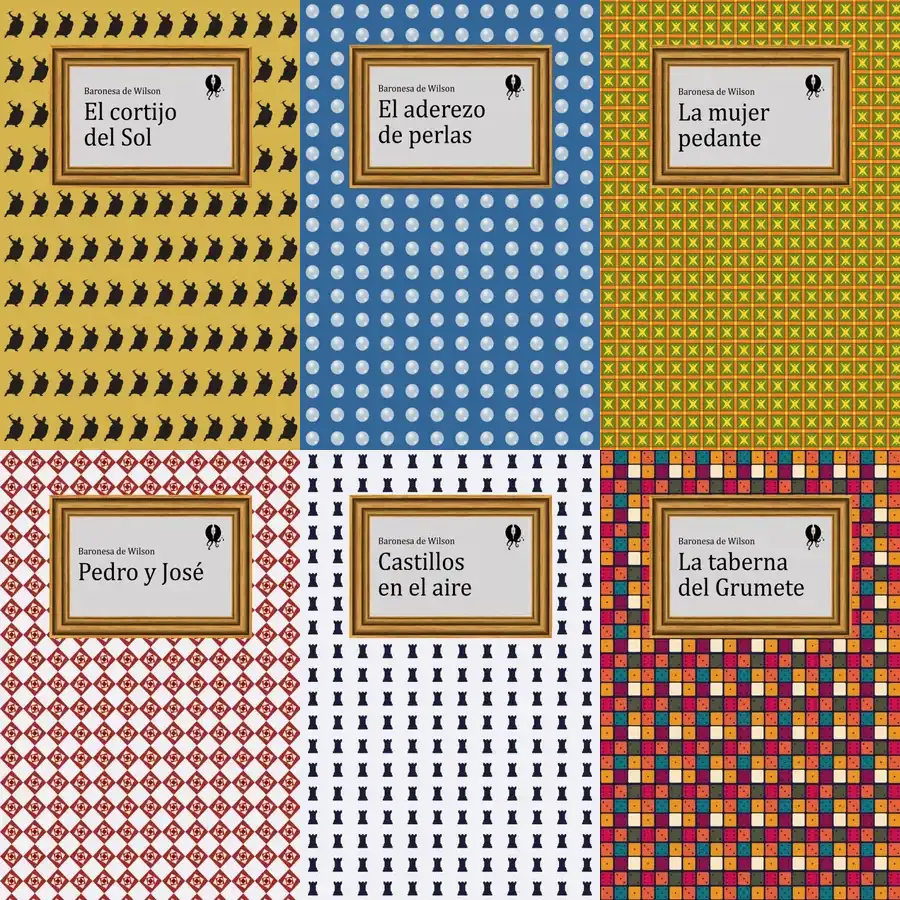 Baronesa de Wilson
El cortijo
del Sol
Baronesa de Wilson
El aderezo
de perlas
Baronesa de Wilson
La mujer
pedante
Baronesa de Wilson
Pedro y José
Baronesa de Wilson
Castillos
en el aire
Baronesa de Wilson
La taberna
del Grumete